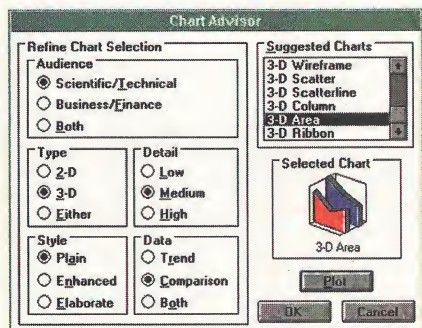 Chart Advisor
Refine Chart Selection
Audience
Scientific/Technical
Business/Finance
Both
Type
2-D
3-D
Either
Detail
Low
Medium
High
Style
Plain
Enhanced
Elaborate
Data
Trend
Comparison
Both
Suggested Charts
3-D Wireframe
3-D Scatter
3-D Scatterline
3-D Column
3-D Area
3-D Ribbon
Selected Chart
3-D Area
Plot
OK
Cancel